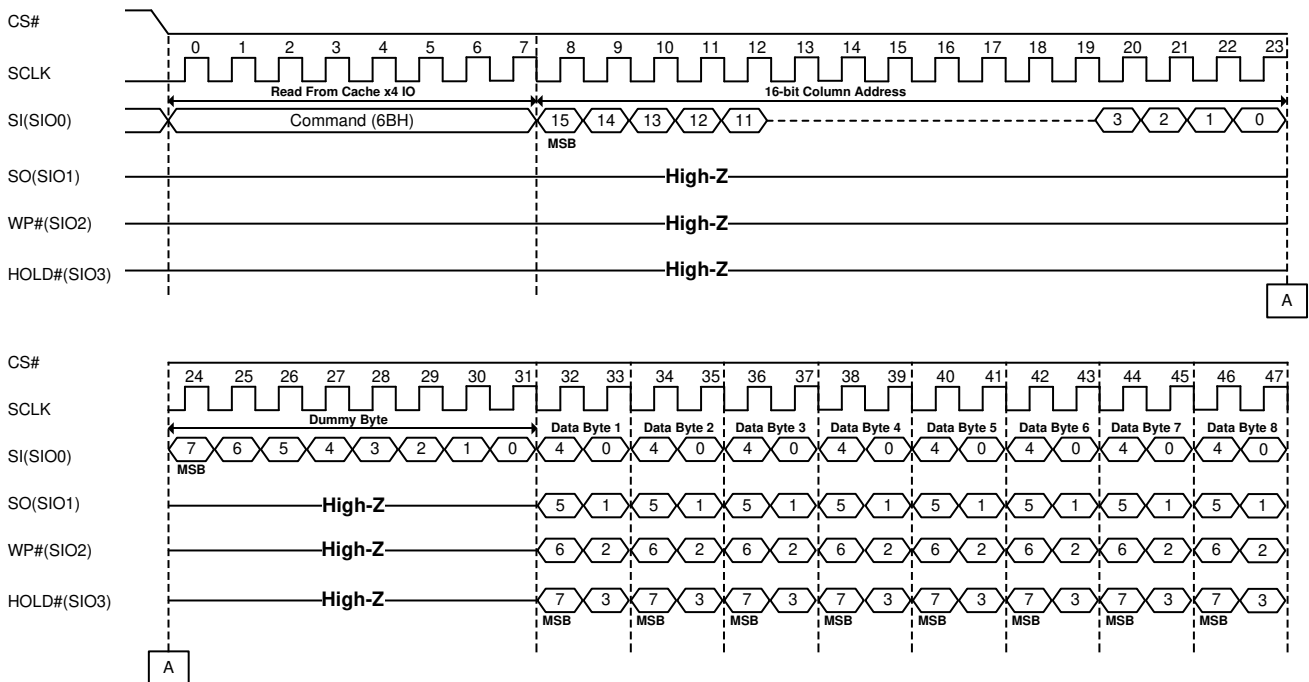 CS#
0 1 2 3 4 5 6 7 8 9 10 11 12 13 14 15 16 17 18 19 20 21 22 23
SCLK
Read From Cache x4 IO 16-bit Column Address
SI(SIO0) Command (6BH) 15 14 13 12 11 3 2 1 0
MSB
SO(SIO1) High-Z
WP#(SIO2) High-Z
HOLD#(SIO3) High-Z
A
CS#
24 25 26 27 28 29 30 31 32 33 34 35 36 37 38 39 40 41 42 43 44 45 46 47
SCLK
Dummy Byte Data Byte 1 Data Byte 2 Data Byte 3 Data Byte 4 Data Byte 5 Data Byte 6 Data Byte 7 Data Byte 8
SI(SIO0) 7 6 5 4 3 2 1 0 4 0 4 0 4 0 4 0 4 0 4 0 4 0 4 0
MSB
SO(SIO1) High-Z 5 1 5 1 5 1 5 1 5 1 5 1 5 1 5 1
WP#(SIO2) High-Z 6 2 6 2 6 2 6 2 6 2 6 2 6 2 6 2
HOLD#(SIO3) High-Z 7 3 7 3 7 3 7 3 7 3 7 3 7 3 7 3
MSB MSB MSB MSB MSB MSB MSB MSB
A